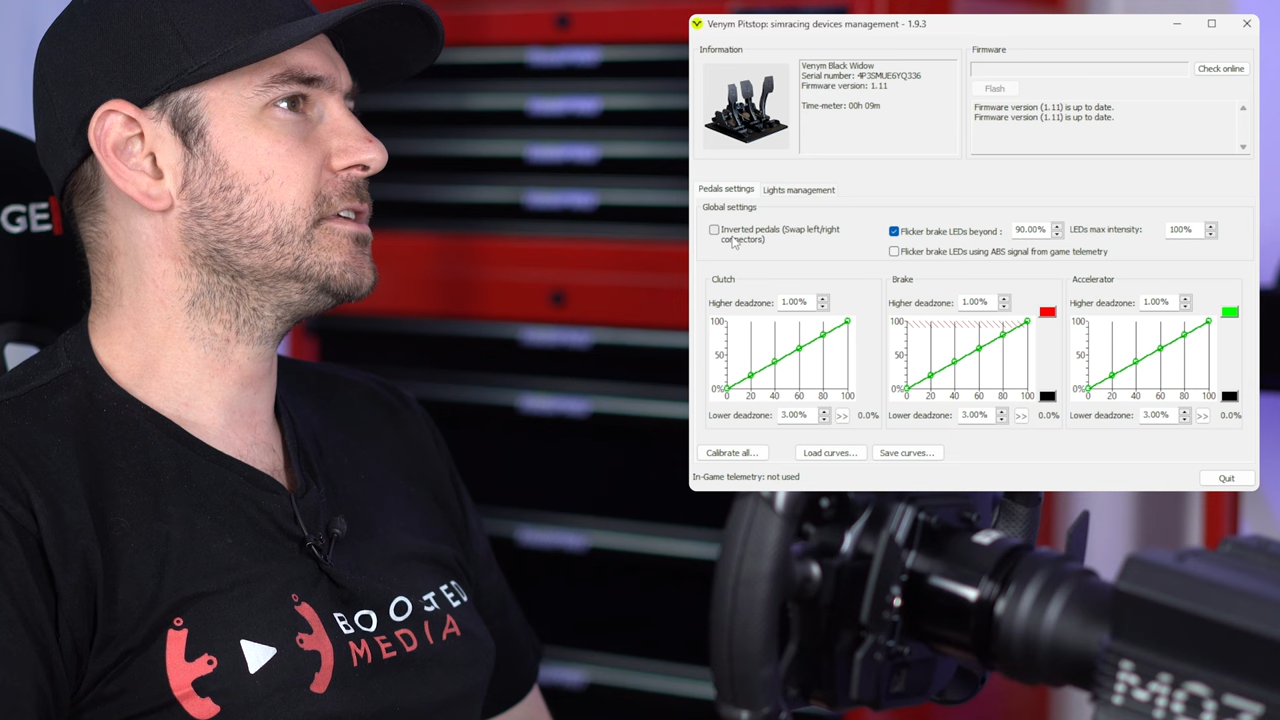 Venym Pitstop: simracing devices management - 1.9.3
Information
Venym Black Widow
Serial number: 4P3SMUE6YQ336
Firmware version: 1.11
Time-meter: 00h 09m
Firmware
Check online
Flash
Firmware version (1.11) is up to date.
Firmware version (1.11) is up to date.
Pedals settings
Lights management
Global settings
Inverted pedals (Swap left/right
connectors)
Flicker brake LEDs beyond :
90.00%
LEDs max intensity:
100%
Flicker brake LEDs using ABS signal from game telemetry
Clutch
Higher deadzone:
1.00%
100
50
0%
0 20 40 60 80 100
Lower deadzone:
3.00%
>>
0.0%
Brake
Higher deadzone:
1.00%
100
50
0%
0 20 40 60 80 100
Lower deadzone:
3.00%
>>
0.0%
Accelerator
Higher deadzone:
1.00%
100
50
0%
0 20 40 60 80 100
Lower deadzone:
3.00%
>>
0.0%
Calibrate all...
Load curves...
Save curves...
In-Game telemetry: not used
Quit
BOOSTED
MEDIA